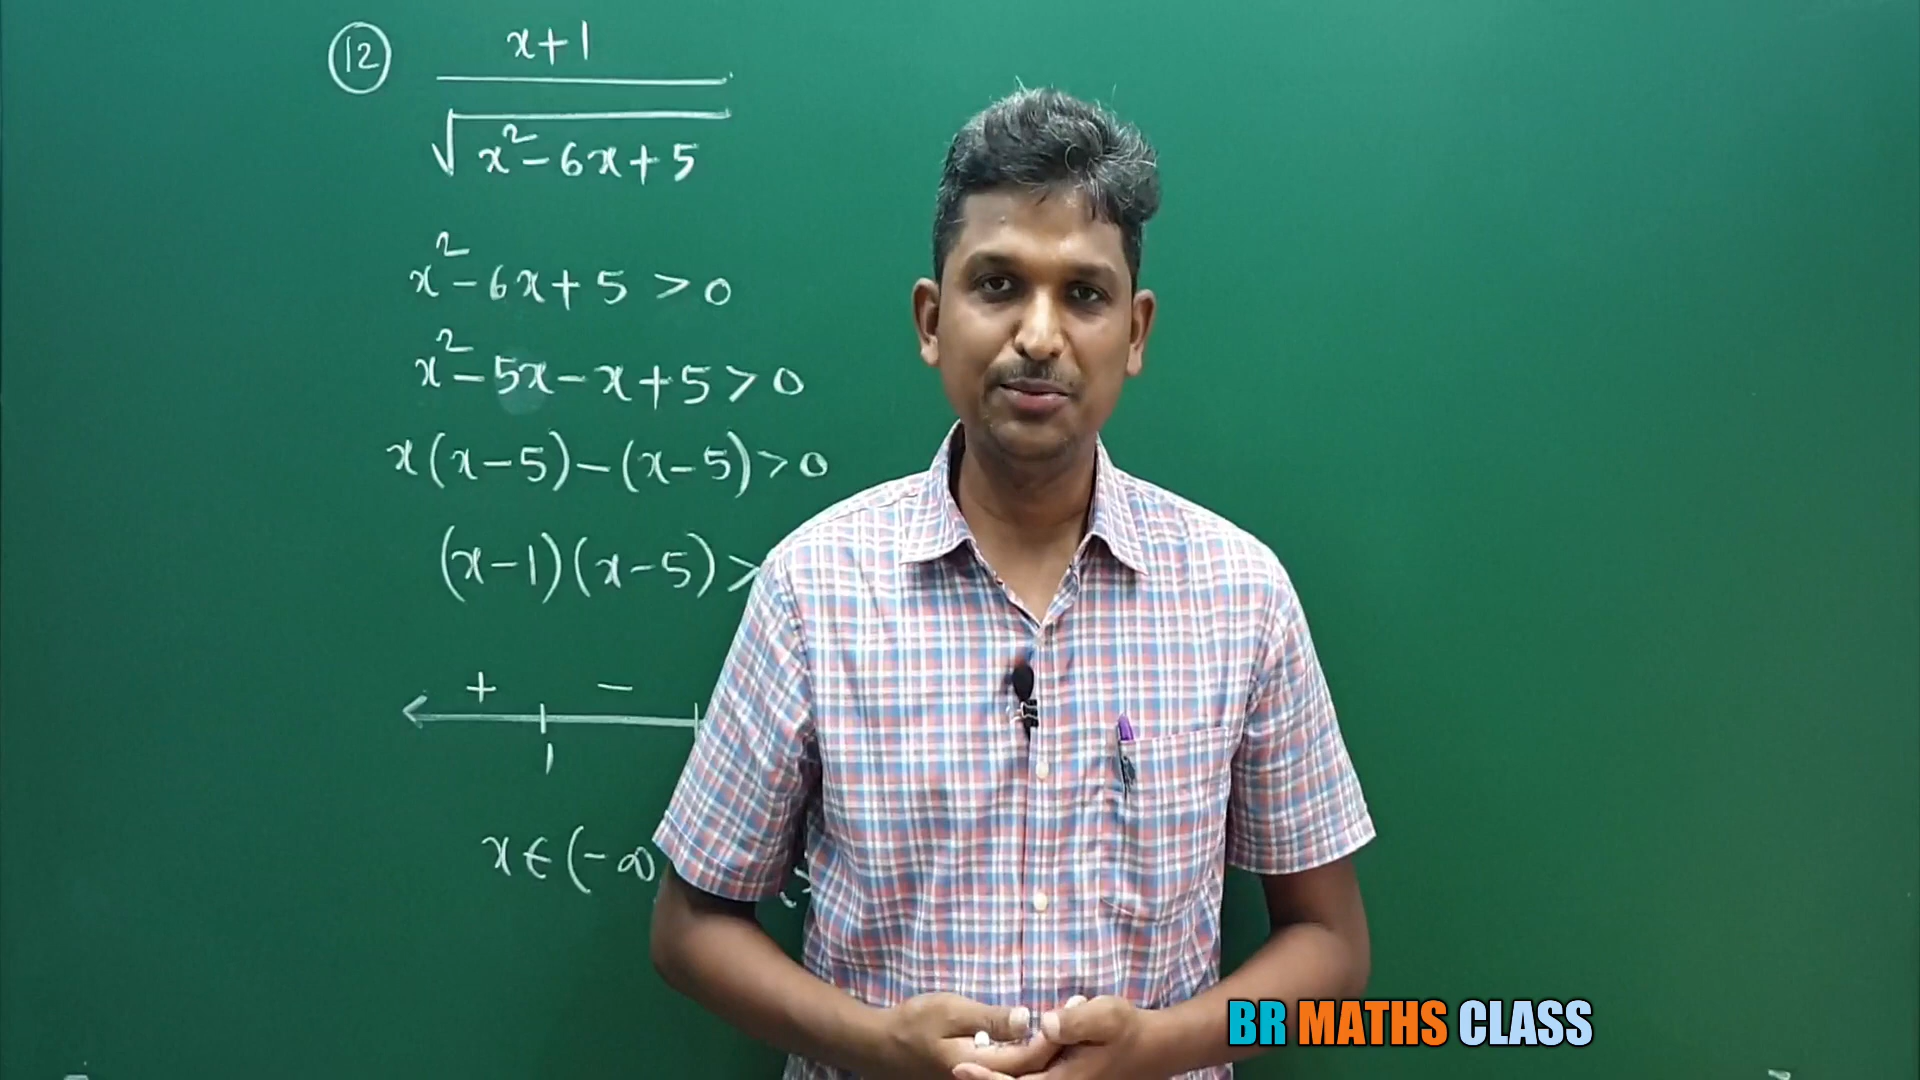 12 x+1
√x²-6x+5
x²-6x+5 >0
x²-5x-x+5>0
x(x-5)-(x-5)>0
(x-1)(x-5)>
+ -
1
x∈(-∞
BR MATHS CLASS